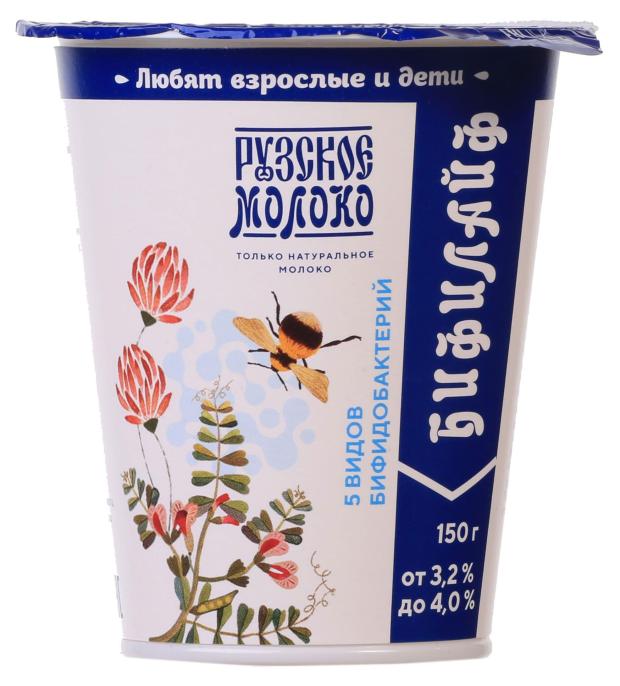 Любят взрослые и дети
РУЗСКОЕ
МОЛОКО
ТОЛЬКО НАТУРАЛЬНОЕ
МОЛОКО
5 ВИДОВ
БИФИДОБАКТЕРИЙ
БИФИЛАЙФ
150 г
от 3,2 %
до 4,0 %